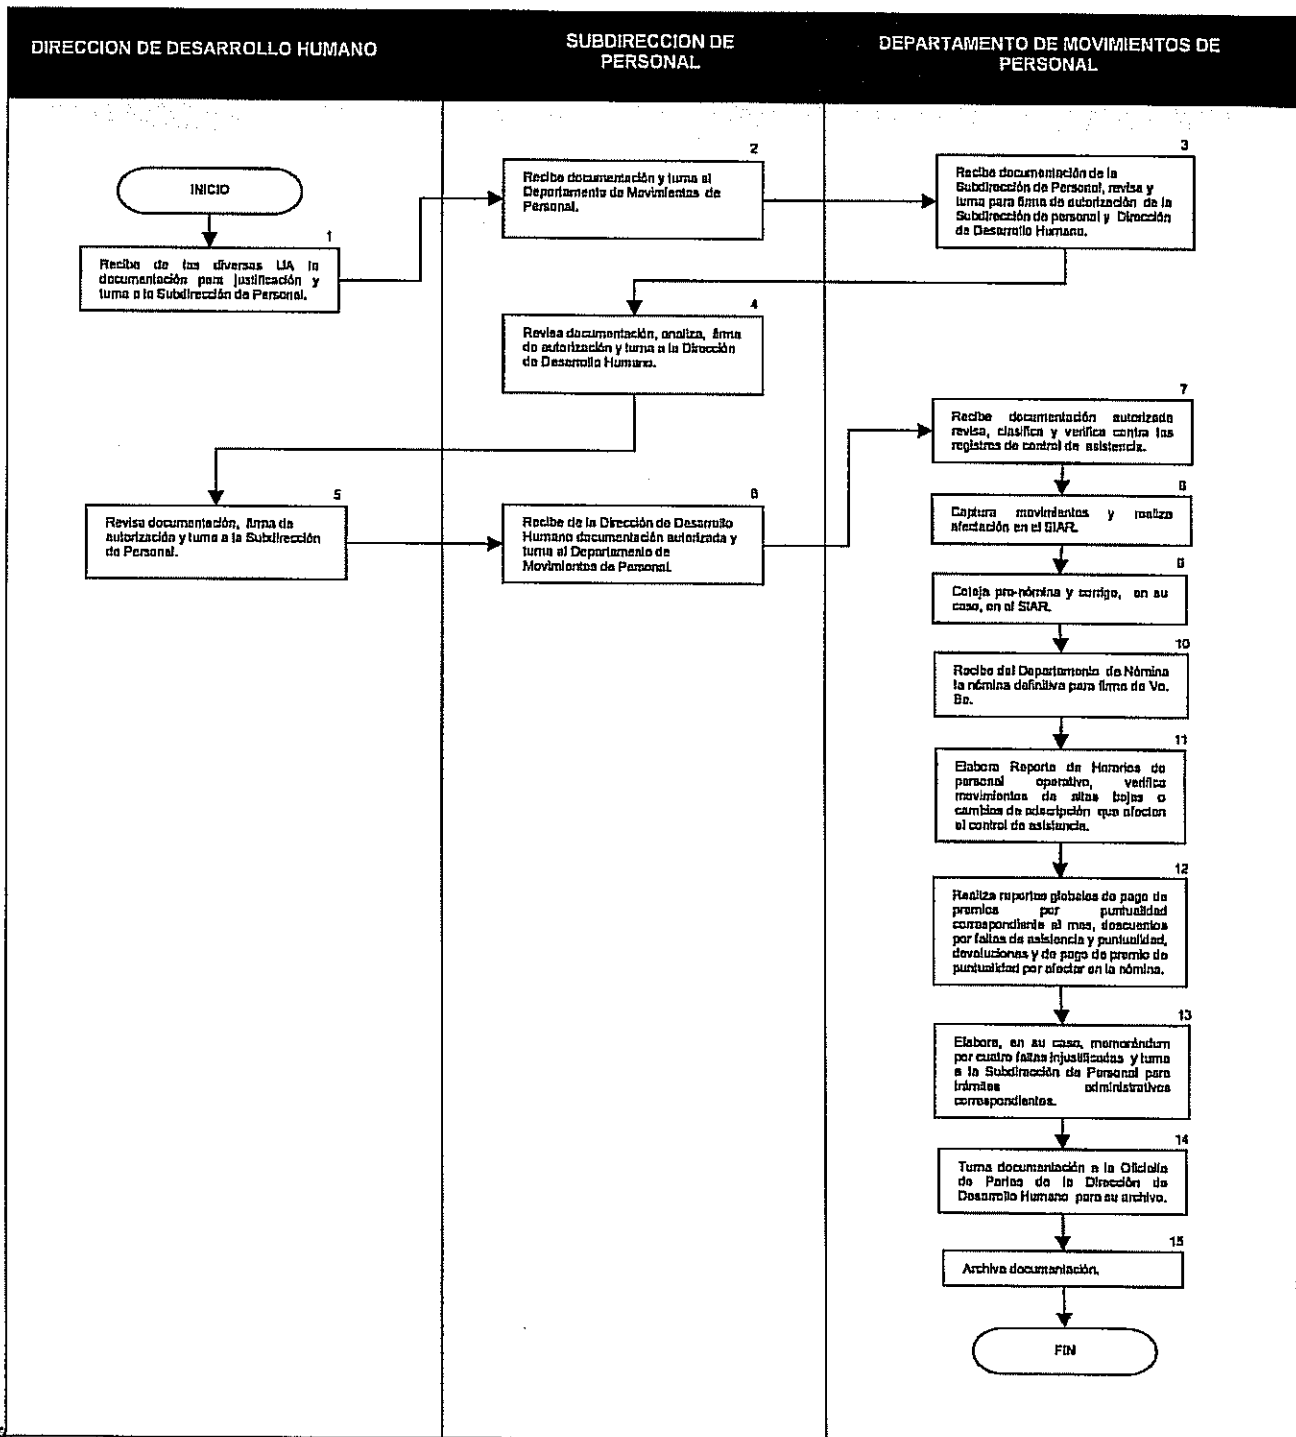 DIRECCION DE DESARROLLO HUMANO
SUBDIRECCION DE
PERSONAL
DEPARTAMENTO DE MOVIMIENTOS DE
PERSONAL
INICIO
1
Recibe de las diversas UA la
documentación para justificación y
turna a la Subdirección de Personal.
2
Recibe documentación y turna al
Departamento de Movimientos de
Personal.
3
Recibe documentación de la
Subdirección de Personal, revisa y
turna para firma de autorización de la
Subdirección de personal y Dirección
de Desarrollo Humano.
4
Revisa documentación, analiza, firma
de autorización y turna a la Dirección
de Desarrollo Humano.
5
Revisa documentación, firma de
autorización y turna a la Subdirección
de Personal.
6
Recibe de la Dirección de Desarrollo
Humano documentación autorizada y
turna al Departamento de
Movimientos de Personal.
7
Recibe documentación autorizada
revisa, clasifica y verifica contra los
registros de control de asistencia.
8
Captura movimientos y realiza
afectación en el SIAR.
9
Coteja pre-nómina y corrige, en su
caso, en el SIAR.
10
Recibe del Departamento de Nómina
la nómina definitiva para firma de Vo.
Bo.
11
Elabora Reporte de Horarios de
personal operativo, verifica
movimientos de altas bajas o
cambios de adscripción que afecten
el control de asistencia.
12
Realiza reportes globales de pago de
premios por puntualidad
correspondiente al mes, descuentos
por faltas de asistencia y puntualidad,
devoluciones y de pago de premio de
puntualidad por afectar en la nómina.
13
Elabora, en su caso, memorándum
por cuatro faltas injustificadas y turna
a la Subdirección de Personal para
trámites administrativos
correspondientes.
14
Turna documentación a la Oficialía
de Partes de la Dirección de
Desarrollo Humano para su archivo.
15
Archiva documentación.
FIN